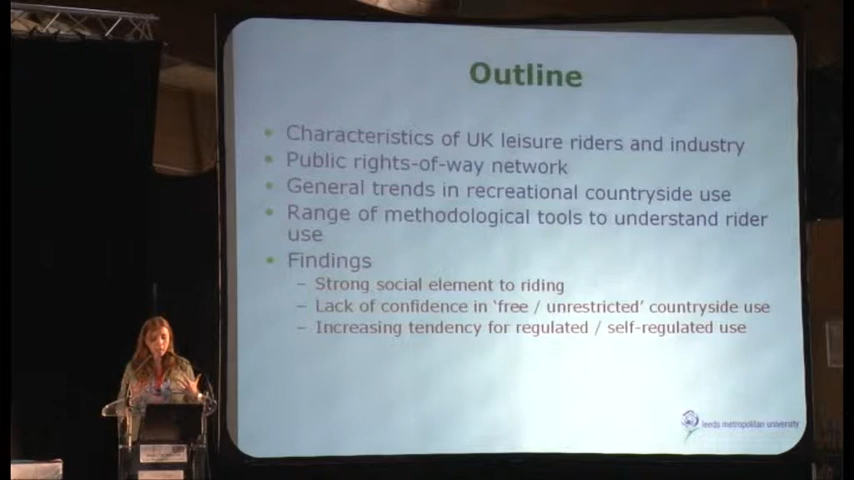 Outline
• Characteristics of UK leisure riders and industry
• Public rights-of-way network
• General trends in recreational countryside use
• Range of methodological tools to understand rider
use
• Findings
– Strong social element to riding
– Lack of confidence in ‘free / unrestricted’ countryside use
– Increasing tendency for regulated / self-regulated use
leeds metropolitan university